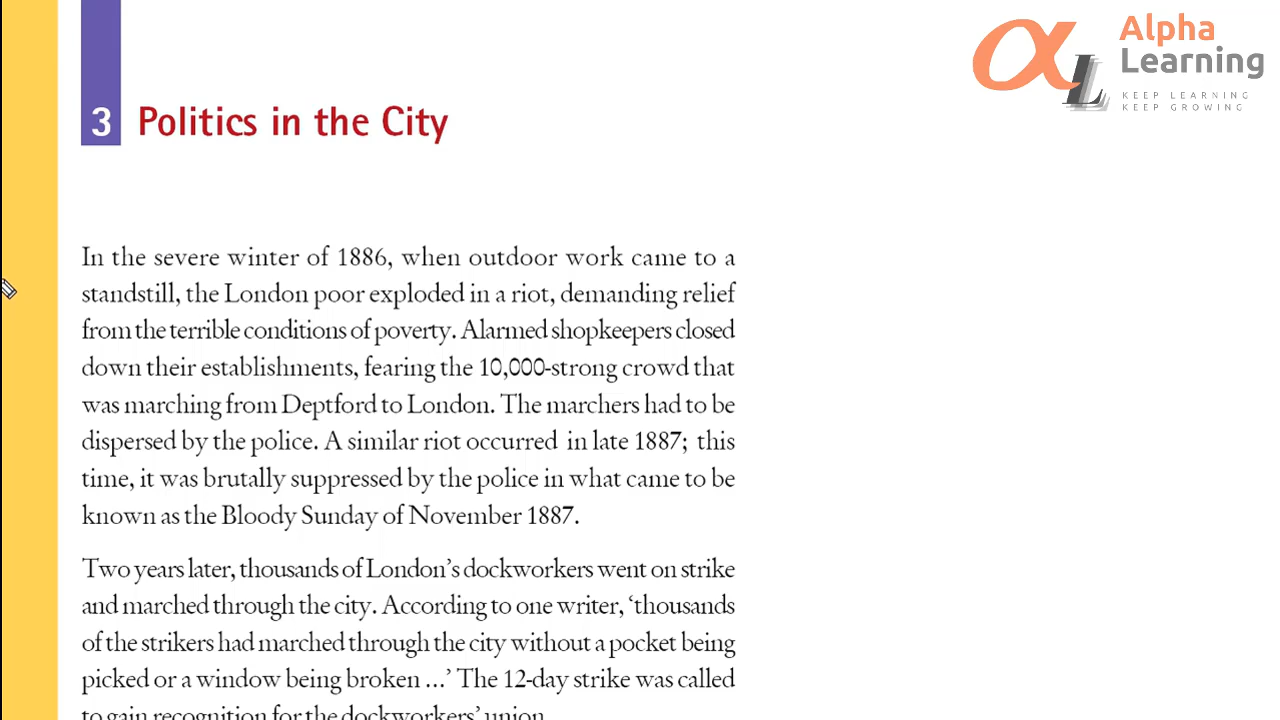 Alpha
Learning
KEEP LEARNING
KEEP GROWING
3 Politics in the City
In the severe winter of 1886, when outdoor work came to a
standstill, the London poor exploded in a riot, demanding relief
from the terrible conditions of poverty. Alarmed shopkeepers closed
down their establishments, fearing the 10,000-strong crowd that
was marching from Deptford to London. The marchers had to be
dispersed by the police. A similar riot occurred in late 1887; this
time, it was brutally suppressed by the police in what came to be
known as the Bloody Sunday of November 1887.
Two years later, thousands of London's dockworkers went on strike
and marched through the city. According to one writer, 'thousands
of the strikers had marched through the city without a pocket being
picked or a window being broken ...' The 12-day strike was called
to gain recognition for the dockworkers' union.